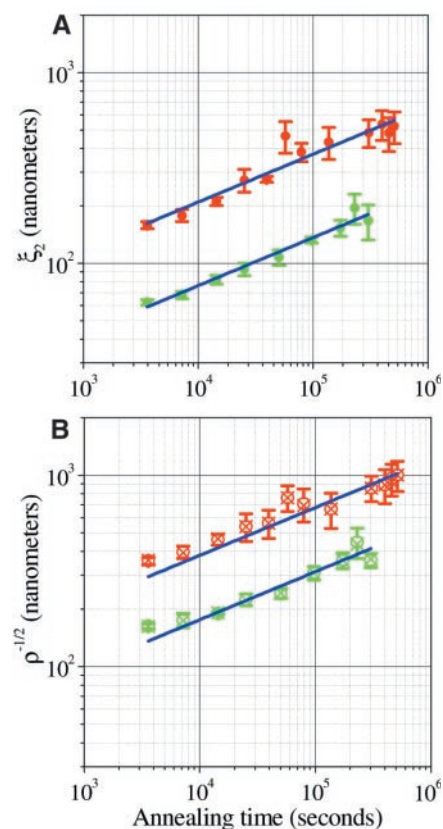 A
10³
10²
ξ₂ (nanometers)
10³ 10⁴ 10⁵ 10⁶
B
10³
10²
ρ⁻¹/² (nanometers)
10³ 10⁴ 10⁵ 10⁶
Annealing time (seconds)